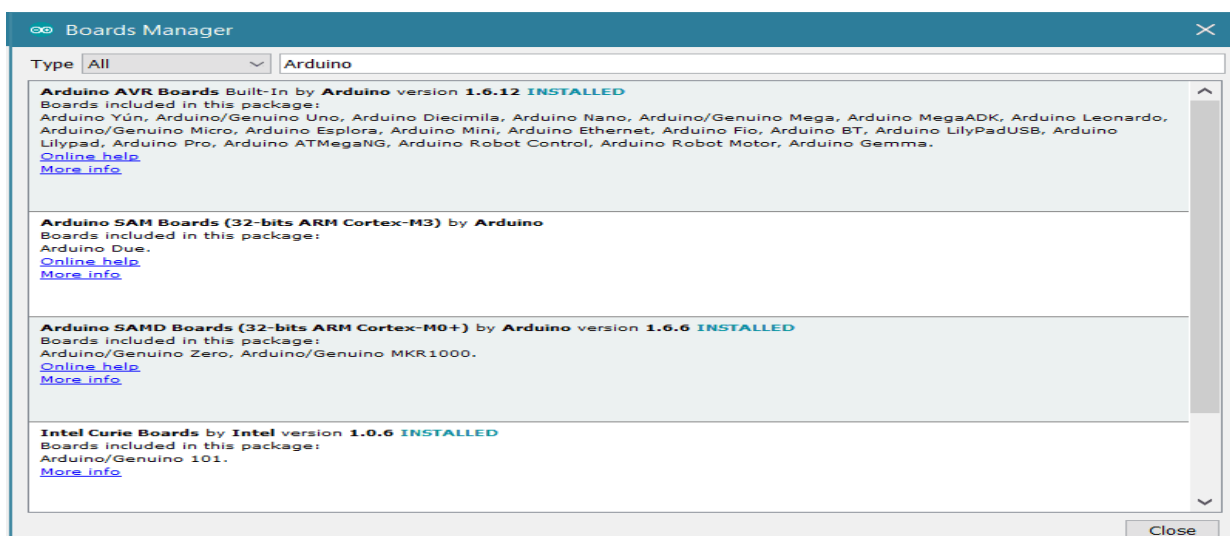 Boards Manager
Type All Arduino
Arduino AVR Boards Built-In by Arduino version 1.6.12 INSTALLED
Boards included in this package:
Arduino Yún, Arduino/Genuino Uno, Arduino Diecimila, Arduino Nano, Arduino/Genuino Mega, Arduino MegaADK, Arduino Leonardo,
Arduino/Genuino Micro, Arduino Esplora, Arduino Mini, Arduino Ethernet, Arduino Fio, Arduino BT, Arduino LilyPadUSB, Arduino
Lilypad, Arduino Pro, Arduino ATMegaNG, Arduino Robot Control, Arduino Robot Motor, Arduino Gemma.
Online help
More info
Arduino SAM Boards (32-bits ARM Cortex-M3) by Arduino
Boards included in this package:
Arduino Due.
Online help
More info
Arduino SAMD Boards (32-bits ARM Cortex-M0+) by Arduino version 1.6.6 INSTALLED
Boards included in this package:
Arduino/Genuino Zero, Arduino/Genuino MKR1000.
Online help
More info
Intel Curie Boards by Intel version 1.0.6 INSTALLED
Boards included in this package:
Arduino/Genuino 101.
More info
Close